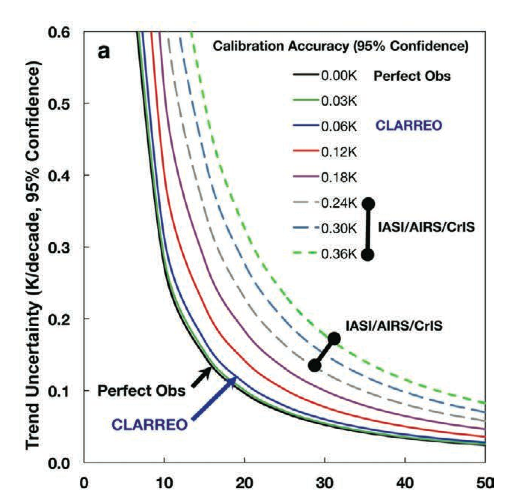 a
Calibration Accuracy (95% Confidence)
0.00K Perfect Obs
0.03K
0.06K CLARREO
0.12K
0.18K
0.24K
0.30K IASI/AIRS/CrIS
0.36K
IASI/AIRS/CrIS
Perfect Obs
CLARREO
Trend Uncertainty (K/decade, 95% Confidence)
0.6
0.5
0.4
0.3
0.2
0.1
0.0
0 10 20 30 40 50